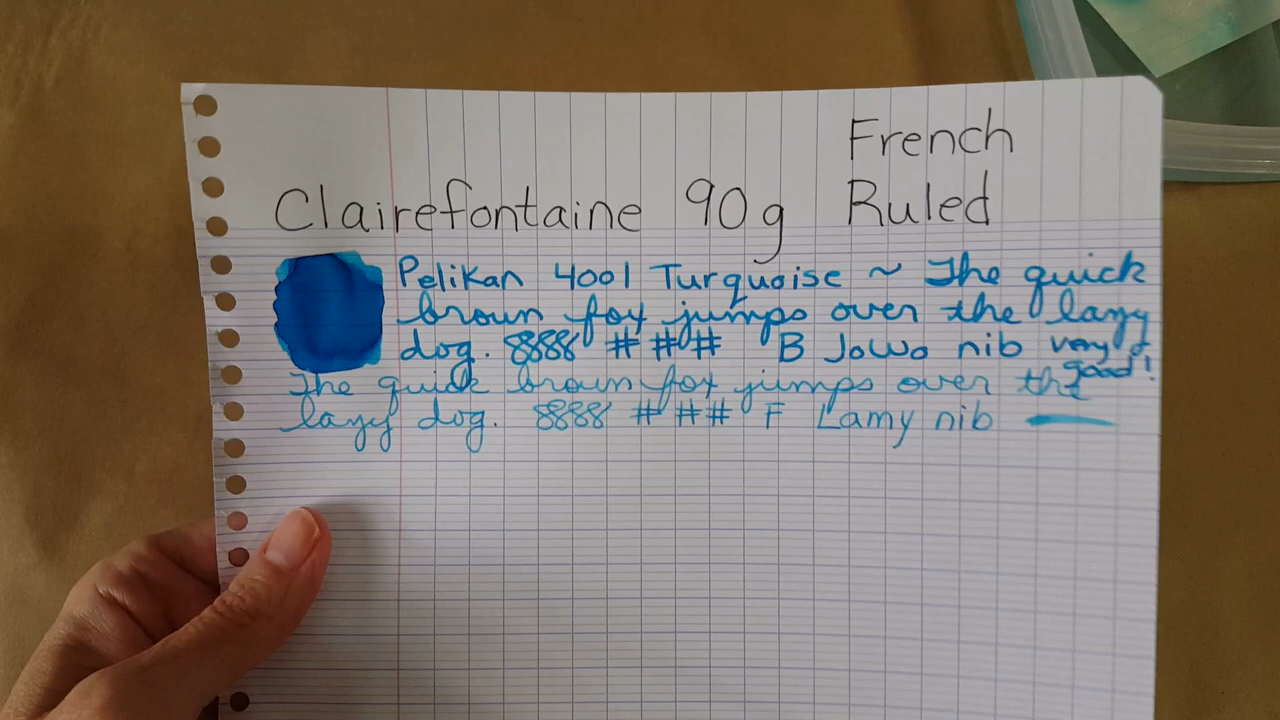 French
Clairefontaine 90g Ruled
Pelikan 4001 Turquoise ~ The quick
brown fox jumps over the lazy
dog. 8888 # # # B Jowo nib very
good!
The quick brown fox jumps over the
lazy dog. 8888 # # # F Lamy nib